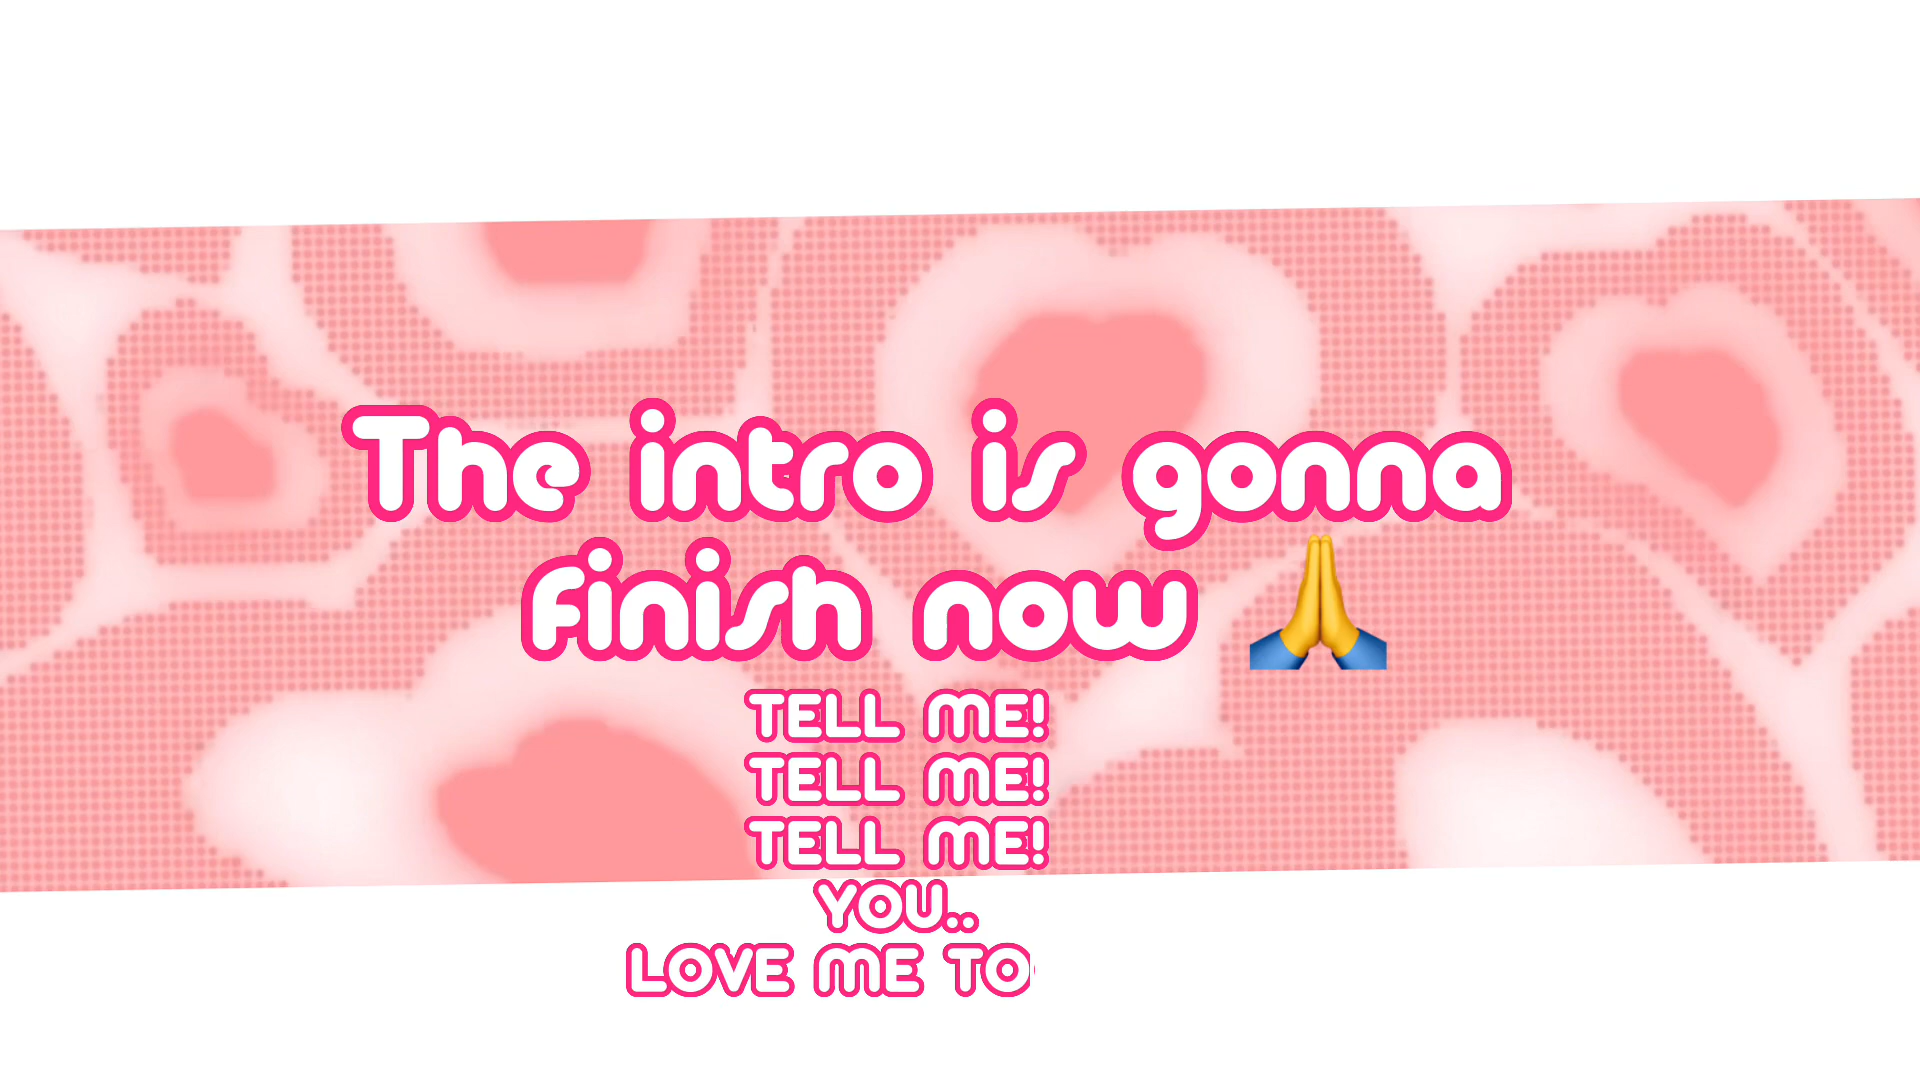 The intro is gonna
finish now 🙏
TELL ME!
TELL ME!
TELL ME!
YOU..
LOVE ME TO